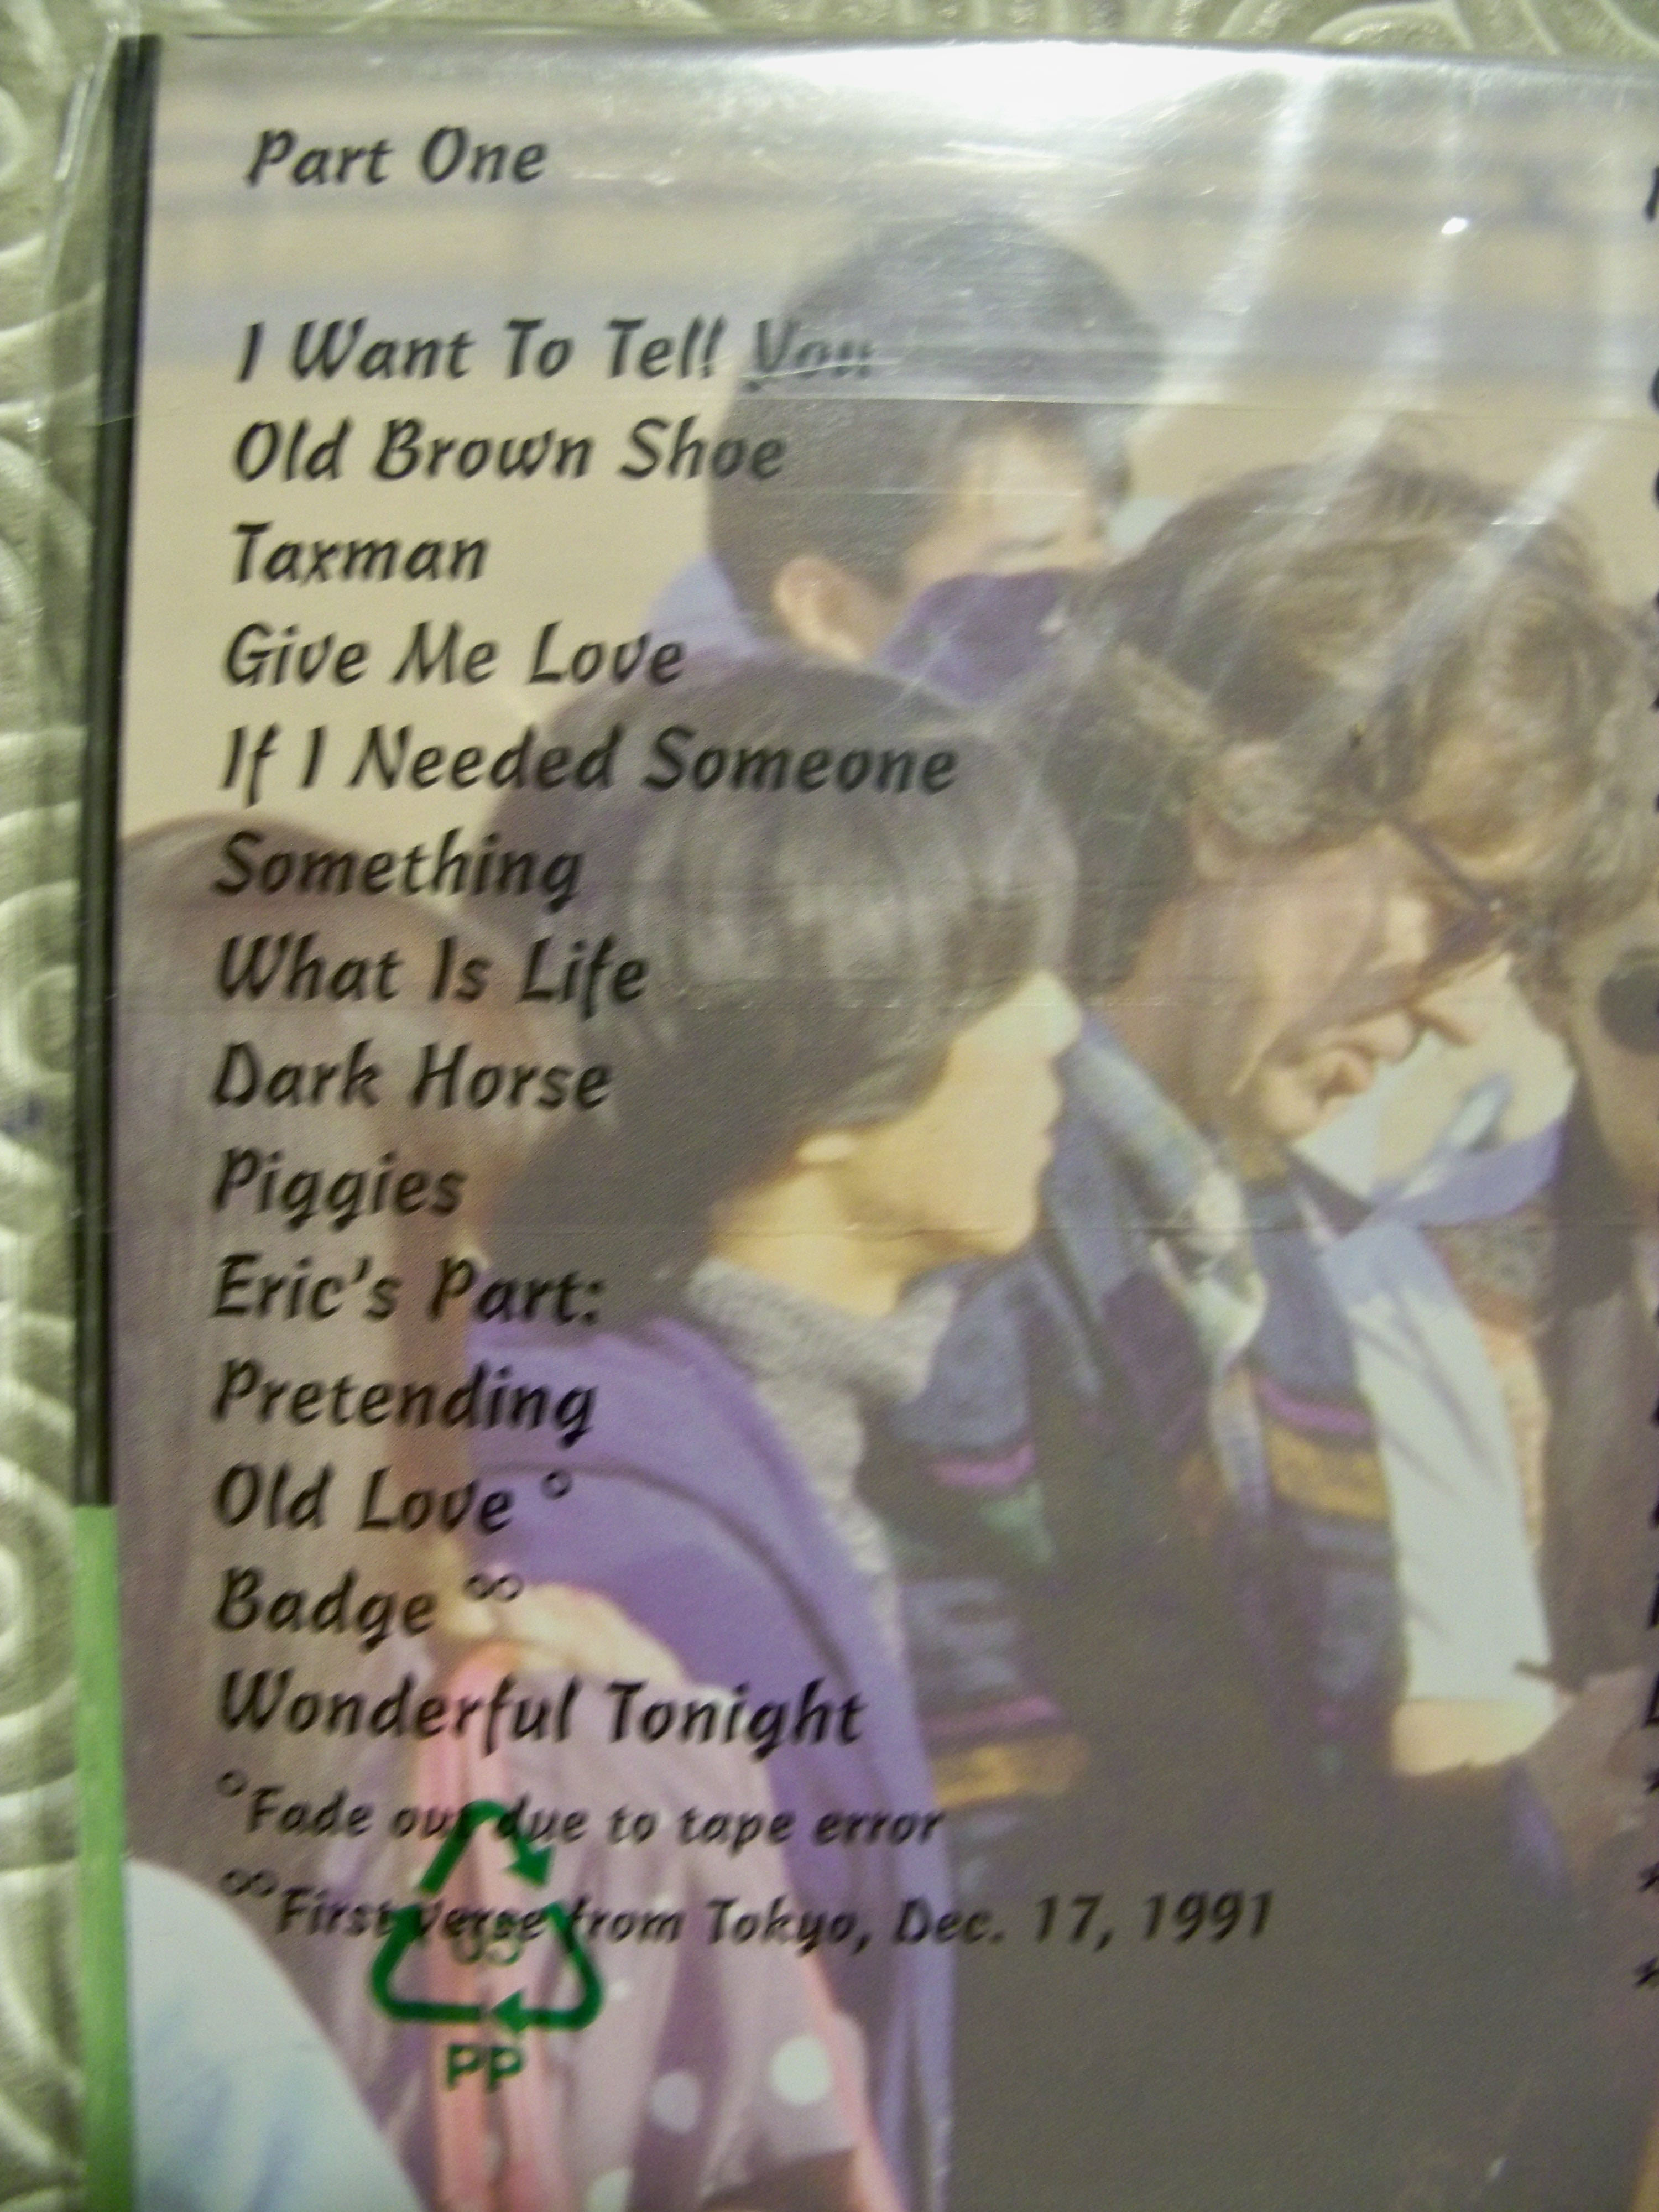 Part One
I Want To Tell You
Old Brown Shoe
Taxman
Give Me Love
If I Needed Someone
Something
What Is Life
Dark Horse
Piggies
Eric's Part:
Pretending
Old Love °
Badge °°
Wonderful Tonight
°Fade out due to tape error
°°First verse from Tokyo, Dec. 17, 1991
05
PP